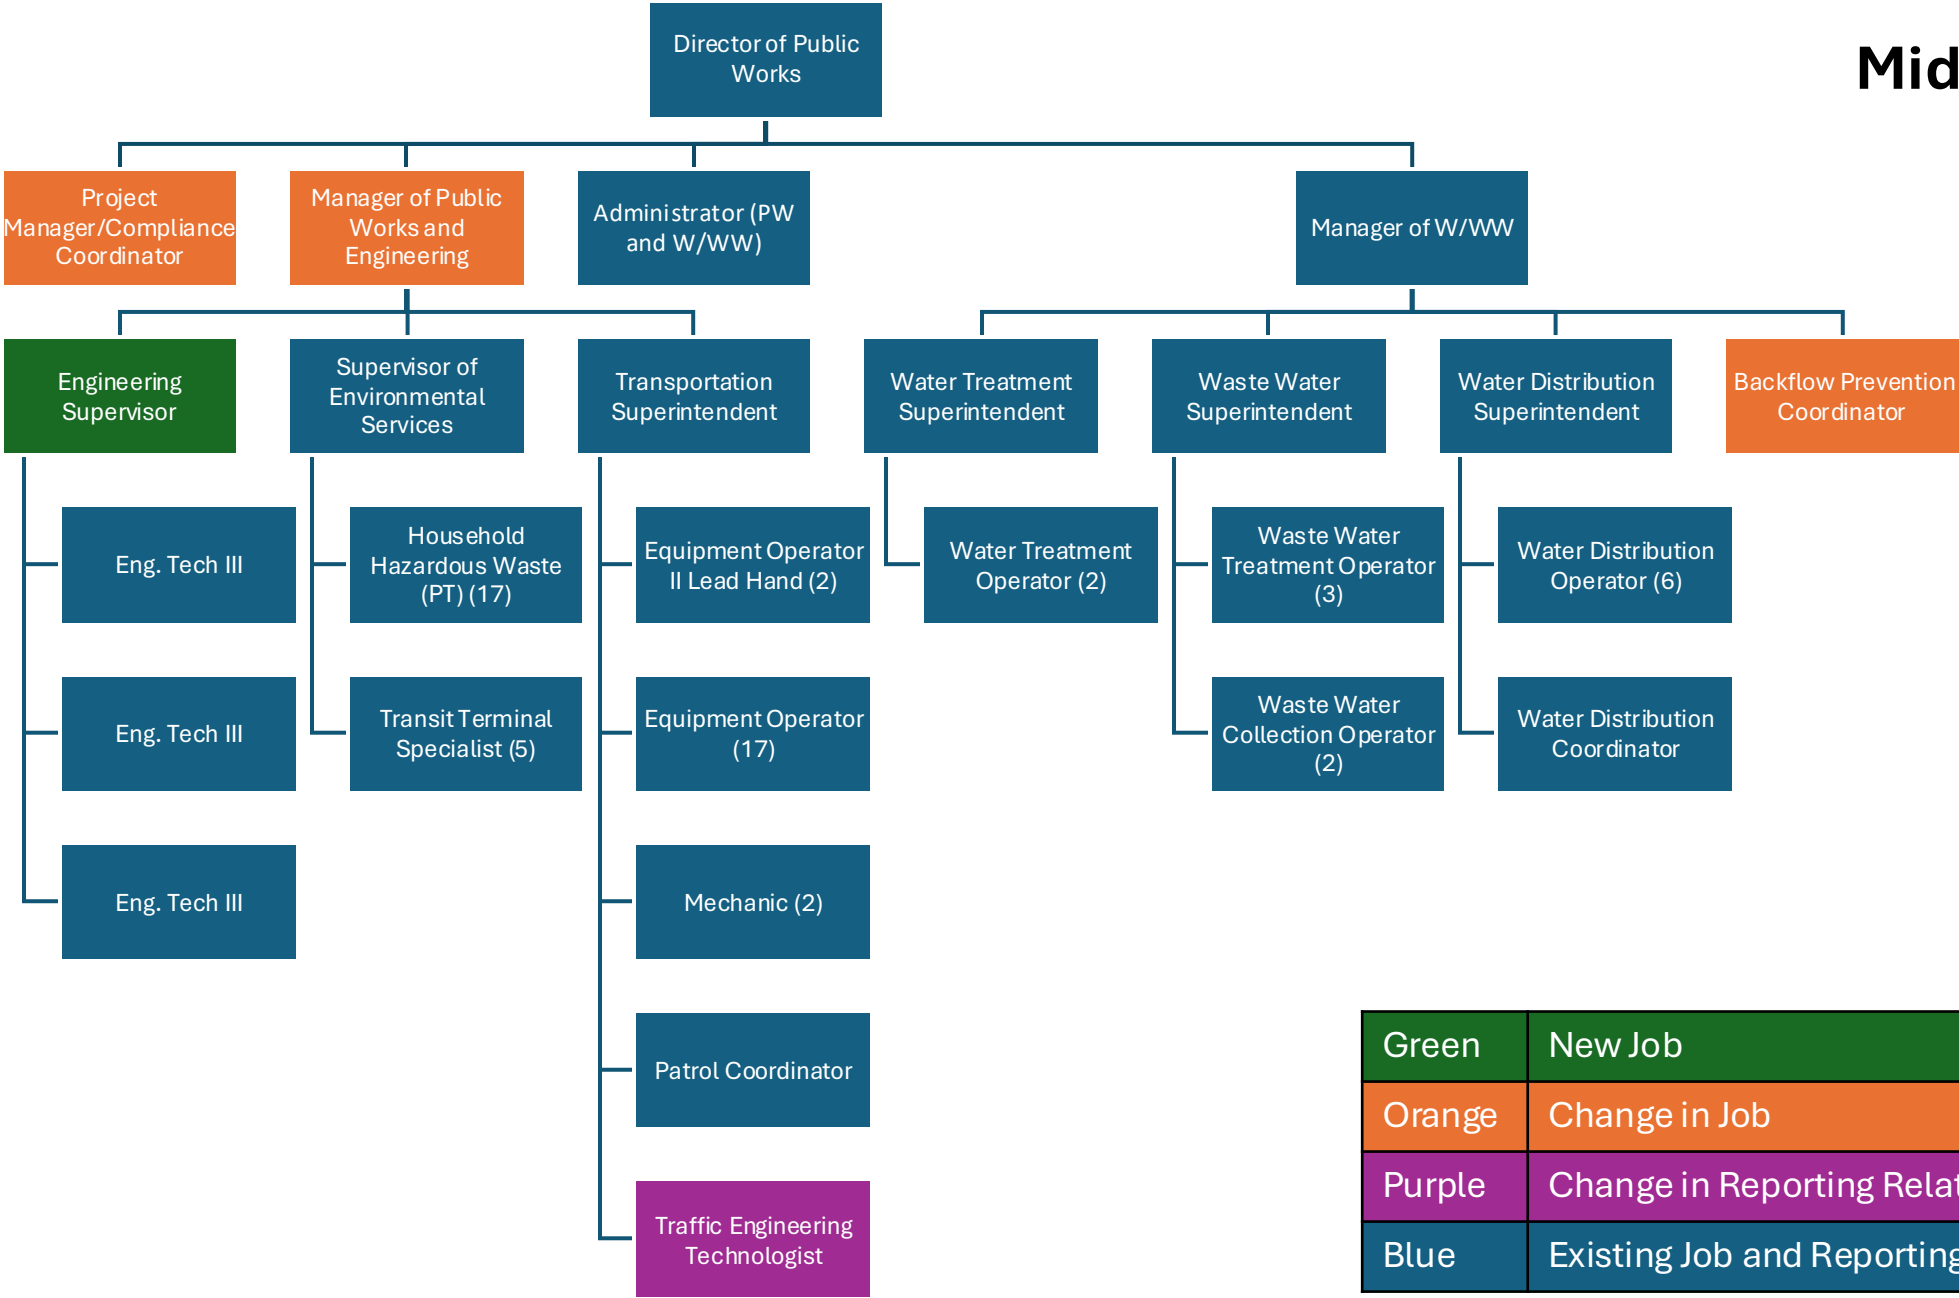 Director of Public
Works
Mid
Project
Manager/Compliance
Coordinator
Manager of Public
Works and
Engineering
Administrator (PW
and W/WW)
Manager of W/WW
Engineering
Supervisor
Supervisor of
Environmental
Services
Transportation
Superintendent
Water Treatment
Superintendent
Waste Water
Superintendent
Water Distribution
Superintendent
Backflow Prevention
Coordinator
Eng. Tech III
Household
Hazardous Waste
(PT) (17)
Equipment Operator
II Lead Hand (2)
Water Treatment
Operator (2)
Waste Water
Treatment Operator
(3)
Water Distribution
Operator (6)
Eng. Tech III
Transit Terminal
Specialist (5)
Equipment Operator
(17)
Waste Water
Collection Operator
(2)
Water Distribution
Coordinator
Eng. Tech III
Mechanic (2)
Patrol Coordinator
Traffic Engineering
Technologist
Green New Job
Orange Change in Job
Purple Change in Reporting Relat
Blue Existing Job and Reporting